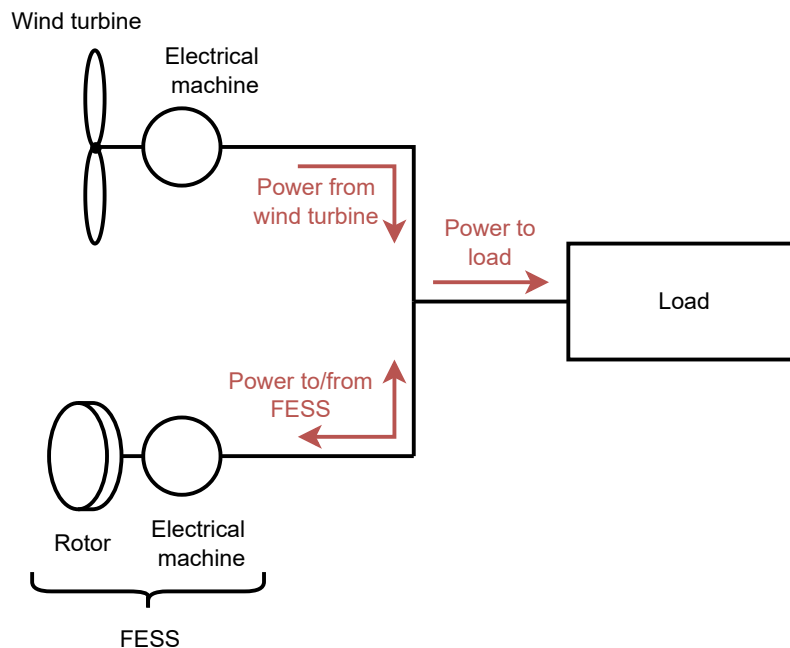 Wind turbine
Electrical
machine
Power from
wind turbine
Power to
load
Load
Power to/from
FESS
Rotor
Electrical
machine
FESS